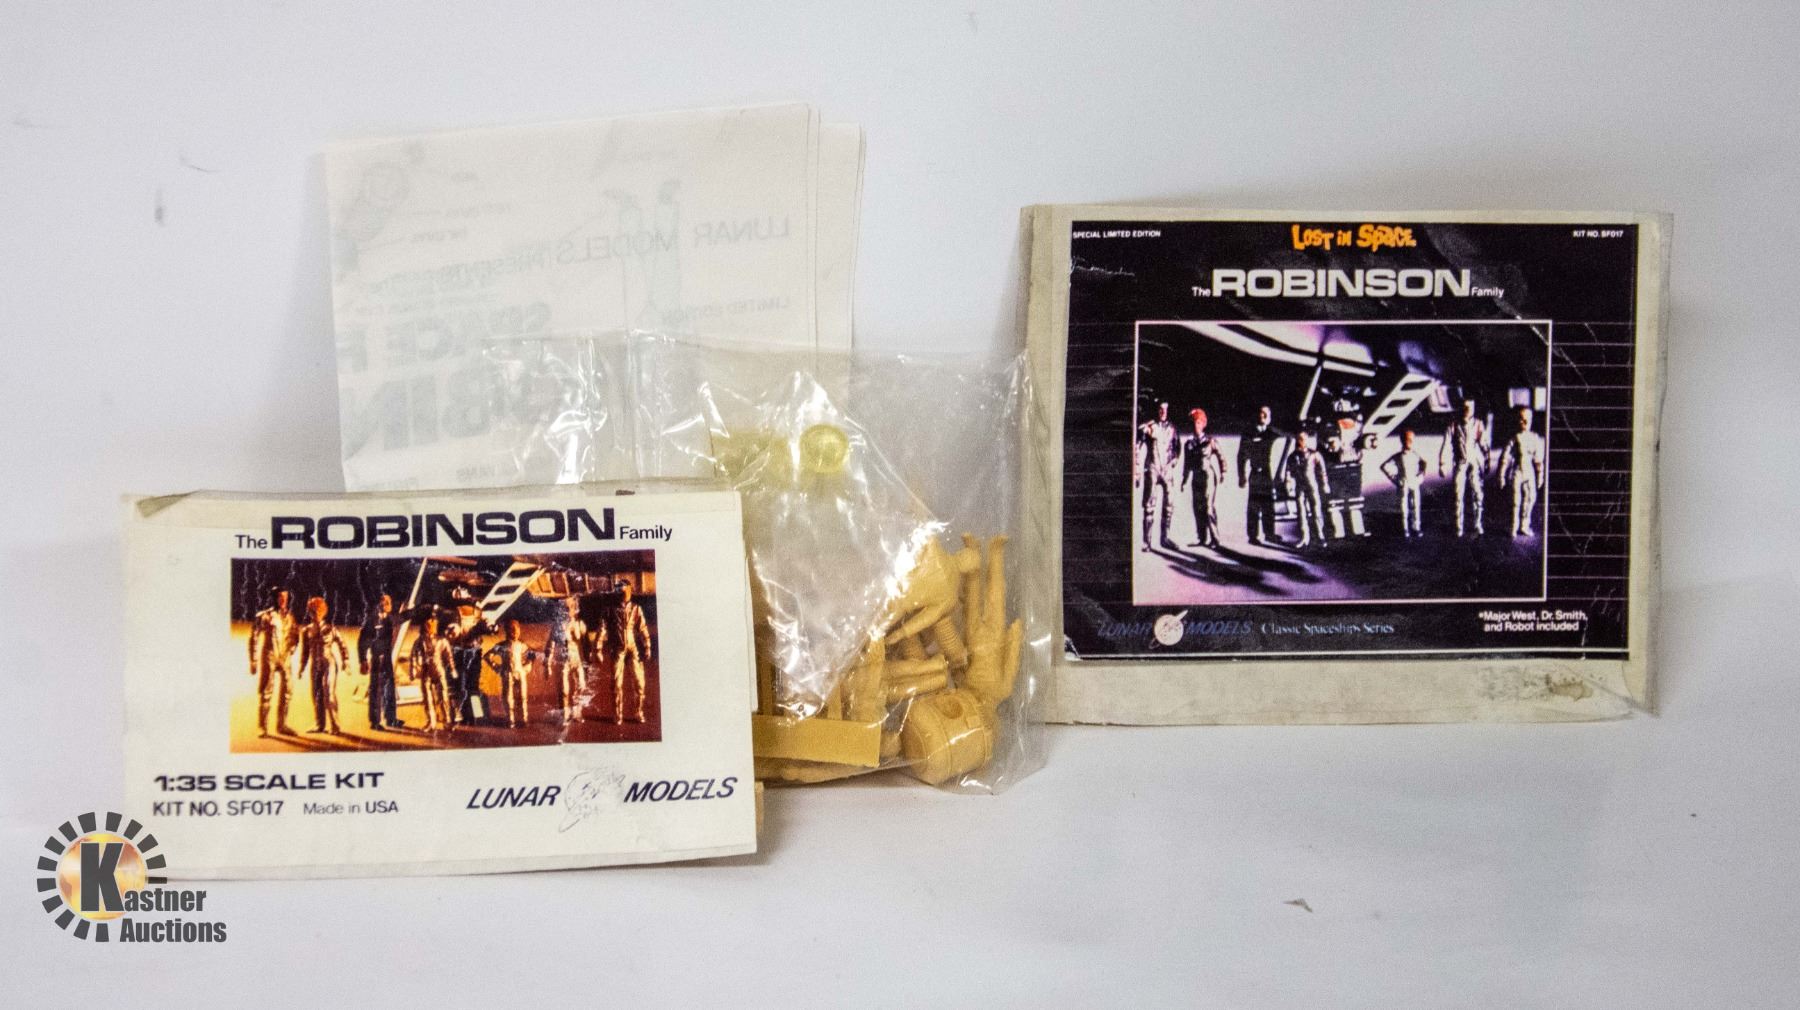 LUNAR MODELS PRESENTS
LIMITED EDITION
The ROBINSON Family
1:35 SCALE KIT
KIT NO. SF017 Made in USA
LUNAR MODELS
SPECIAL LIMITED EDITION
LOST IN SPACE
KIT NO. SF017
The ROBINSON Family
LUNAR MODELS Classic Spaceships Series
*Major West, Dr. Smith,
and Robot included
Kastner
Auctions